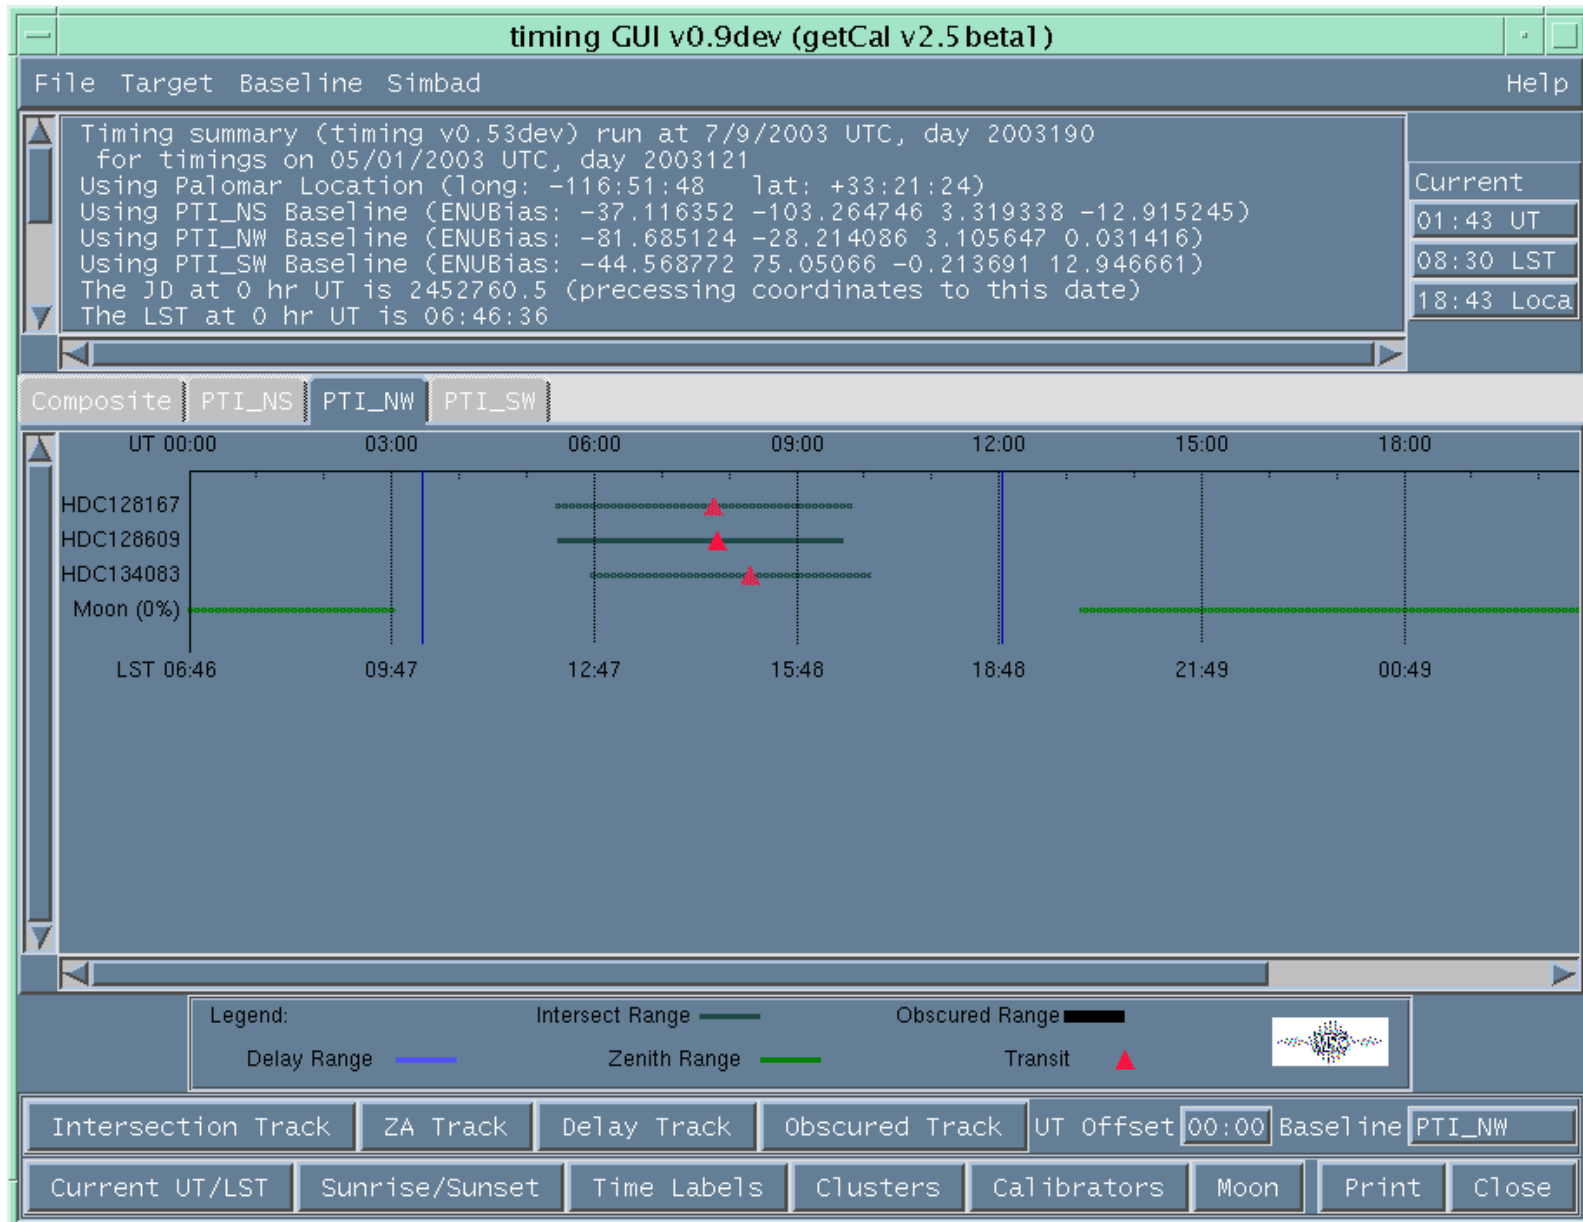 timing GUI v0.9dev (getCal v2.5beta1)
File Target Baseline Simbad Help
Timing summary (timing v0.53dev) run at 7/9/2003 UTC, day 2003190
for timings on 05/01/2003 UTC, day 2003121
Using Palomar Location (long: -116:51:48 lat: +33:21:24)
Using PTI_NS Baseline (ENUBias: -37.116352 -103.264746 3.319338 -12.915245)
Using PTI_NW Baseline (ENUBias: -81.685124 -28.214086 3.105647 0.031416)
Using PTI_SW Baseline (ENUBias: -44.568772 75.05066 -0.213691 12.946661)
The JD at 0 hr UT is 2452760.5 (precessing coordinates to this date)
The LST at 0 hr UT is 06:46:36
Current
01:43 UT
08:30 LST
18:43 Loca
Composite PTI_NS PTI_NW PTI_SW
UT 00:00 03:00 06:00 09:00 12:00 15:00 18:00
HDC128167
HDC128609
HDC134083
Moon (0%)
LST 06:46 09:47 12:47 15:48 18:48 21:49 00:49
Legend: Intersect Range Obscured Range
Delay Range Zenith Range Transit
Intersection Track ZA Track Delay Track Obscured Track UT Offset 00:00 Baseline PTI_NW
Current UT/LST Sunrise/Sunset Time Labels Clusters Calibrators Moon Print Close